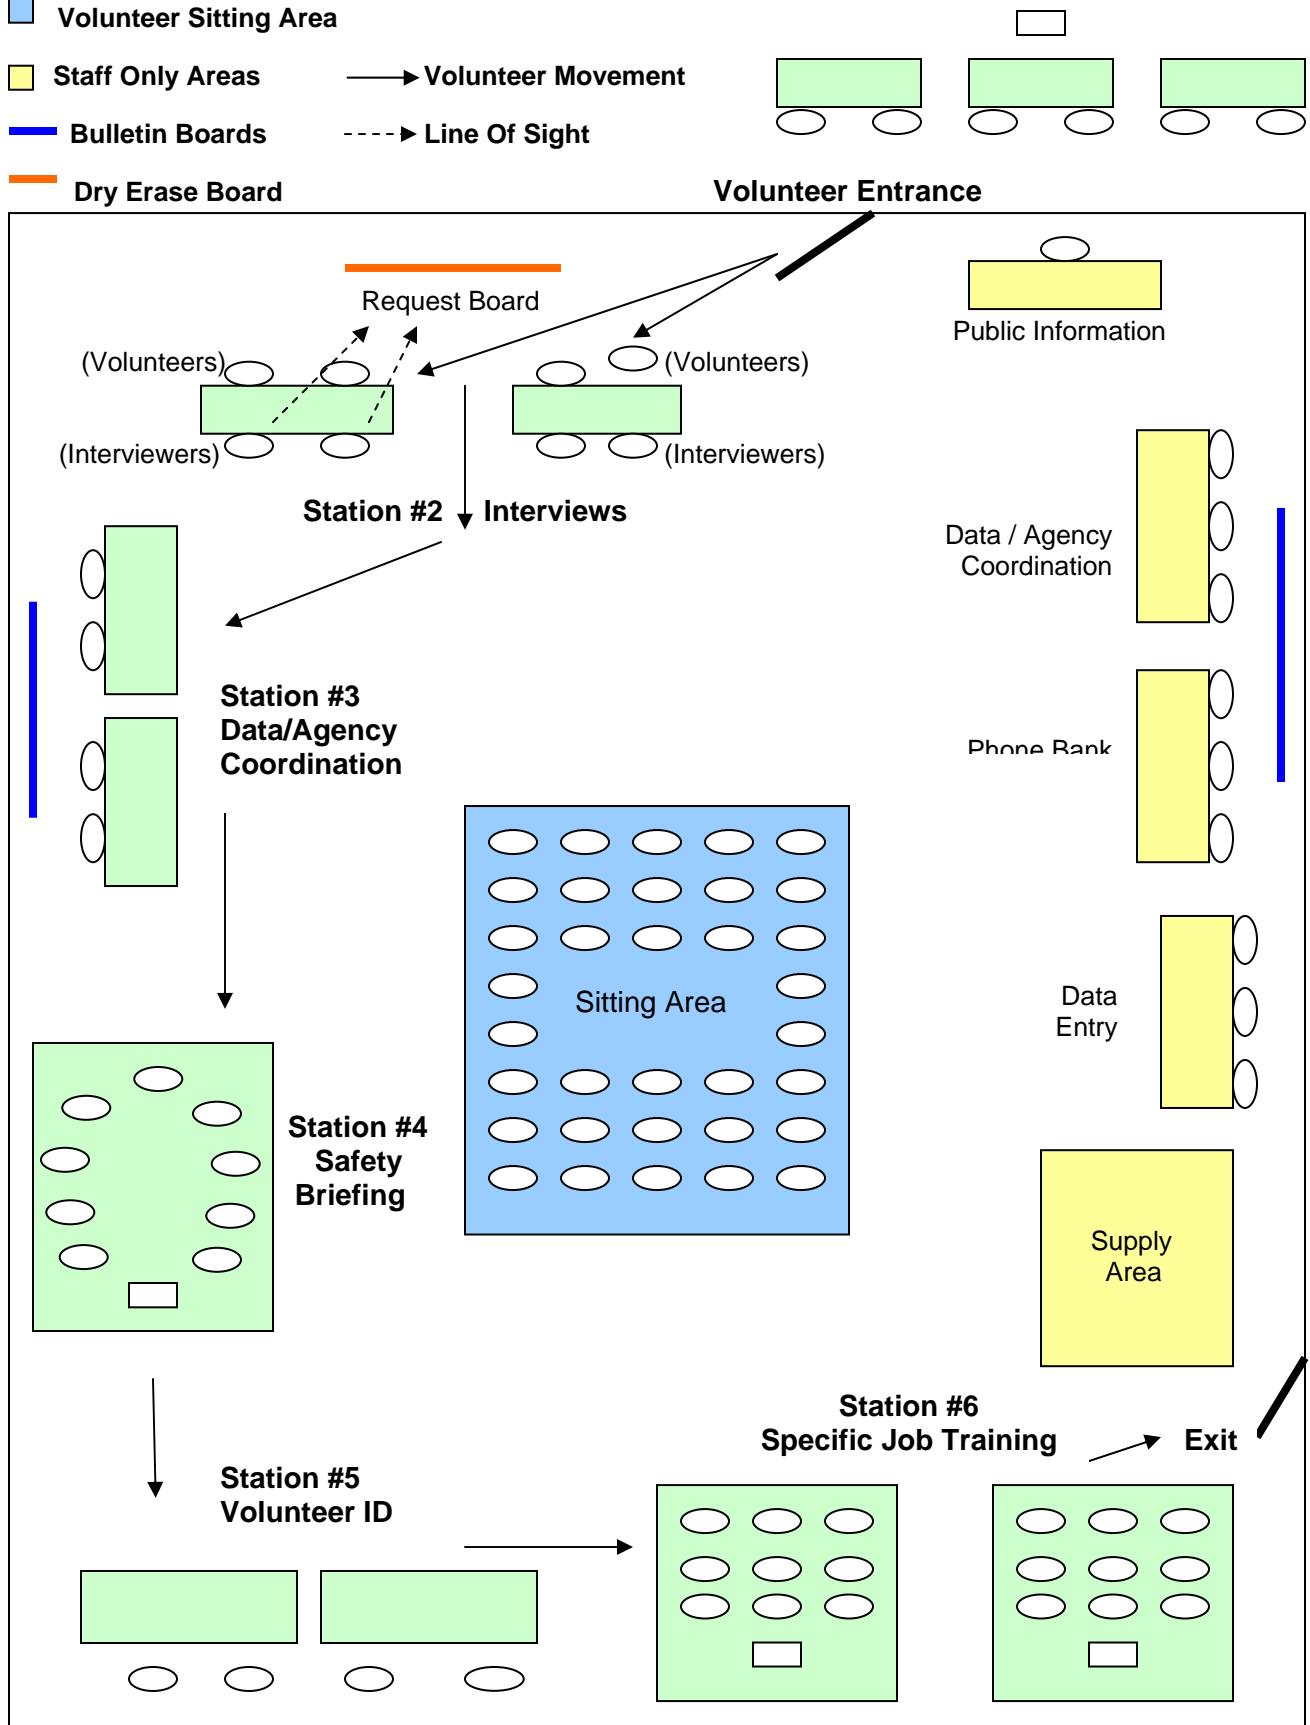 Volunteer Sitting Area
Staff Only Areas
Volunteer Movement
Bulletin Boards
Line Of Sight
Dry Erase Board
Volunteer Entrance
Request Board
Public Information
(Volunteers)
(Volunteers)
(Interviewers)
(Interviewers)
Station #2
Interviews
Data / Agency
Coordination
Station #3
Data/Agency
Coordination
Phone Bank
Sitting Area
Data
Entry
Station #4
Safety
Briefing
Supply
Area
Station #6
Specific Job Training
Exit
Station #5
Volunteer ID